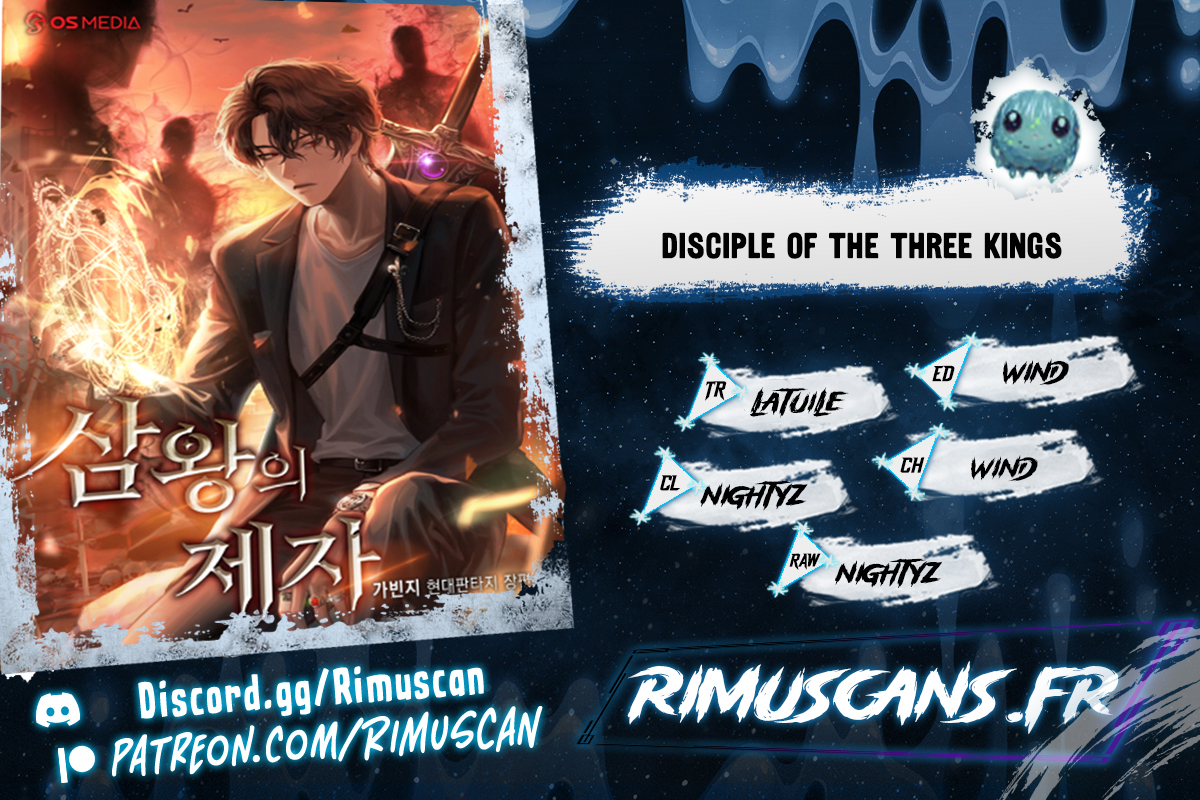 OSMEDIA
삼왕의
제자
가빈지 현대판타지 장편
DISCIPLE OF THE THREE KINGS
TR LATUILE
ED WIND
CL NIGHTYZ
CH WIND
RAW NIGHTYZ
Discord.gg/Rimuscan
PATREON.COM/RIMUSCAN
RIMUSCANS.FR